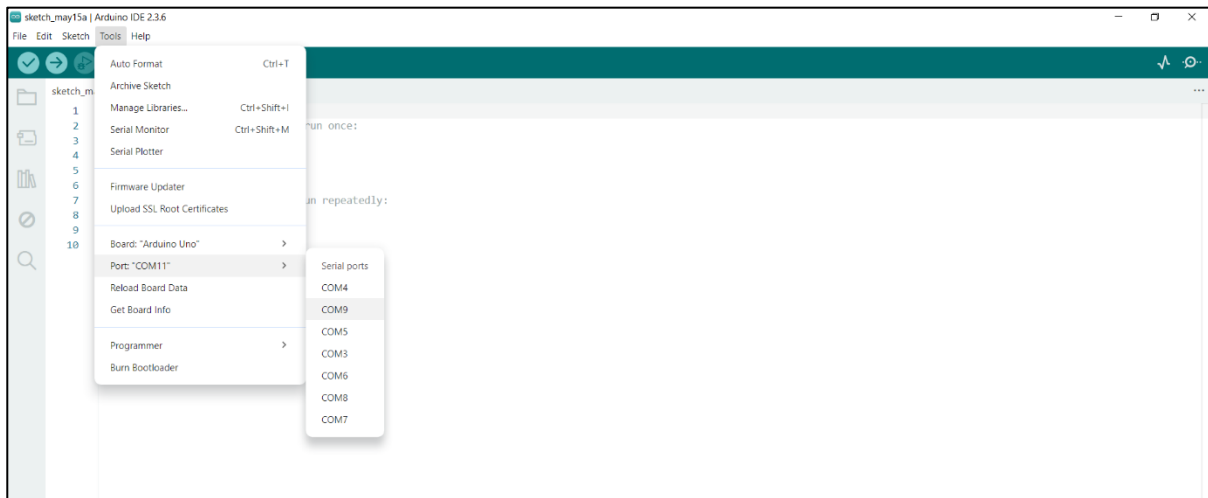 sketch_may15a | Arduino IDE 2.3.6
File Edit Sketch Tools Help
sketch_m
Auto Format Ctrl+T
Archive Sketch
Manage Libraries... Ctrl+Shift+I
Serial Monitor Ctrl+Shift+M
Serial Plotter
Firmware Updater
Upload SSL Root Certificates
Board: "Arduino Uno"
Port: "COM11"
Reload Board Data
Get Board Info
Programmer
Burn Bootloader
Serial ports
COM4
COM9
COM5
COM3
COM6
COM8
COM7
1
2 run once:
3
4
5
6
7 un repeatedly:
8
9
10